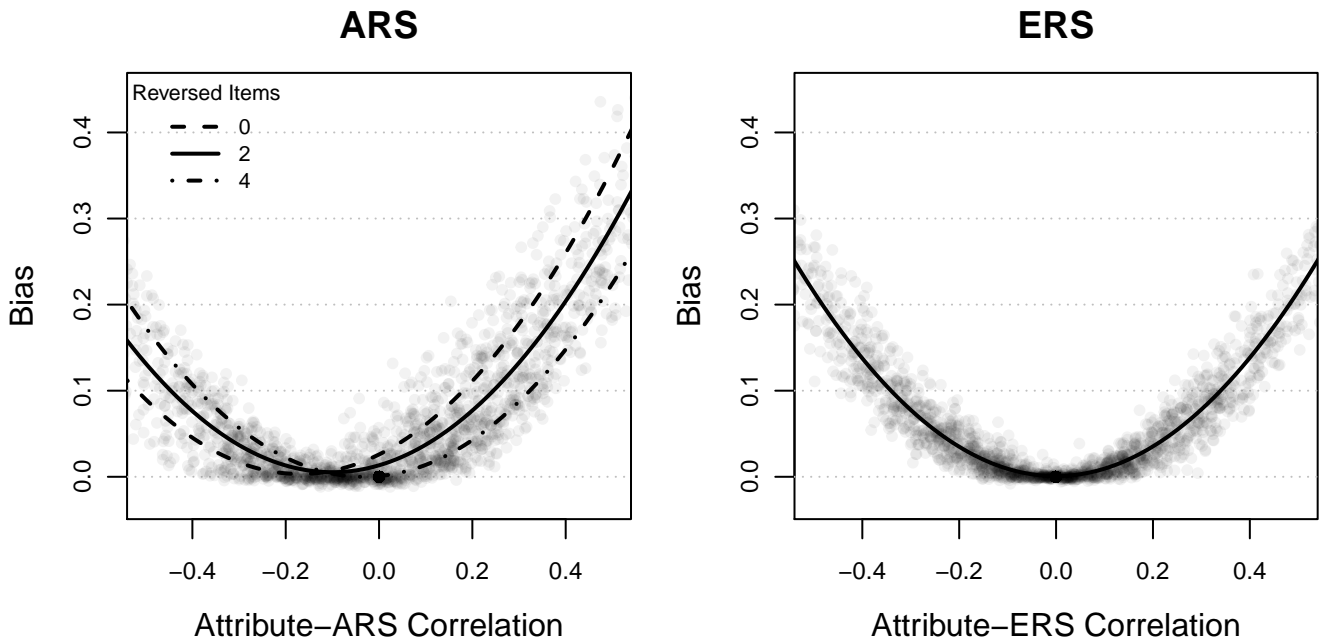 ARS
Reversed Items
0
2
4
Bias
0.4
0.3
0.2
0.1
0.0
−0.4 −0.2 0.0 0.2 0.4
Attribute−ARS Correlation
ERS
Bias
0.4
0.3
0.2
0.1
0.0
−0.4 −0.2 0.0 0.2 0.4
Attribute−ERS Correlation